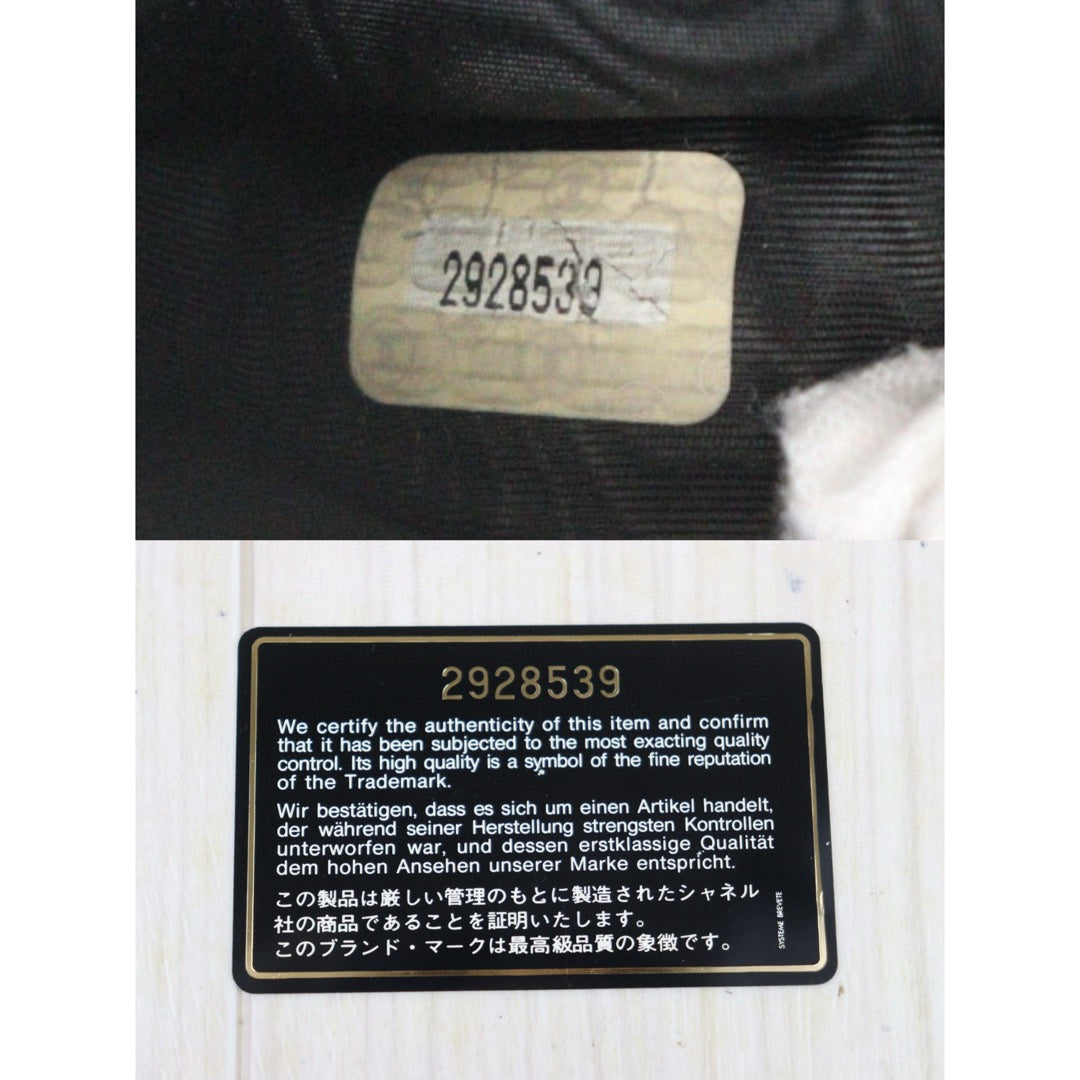 2928539
2928539
We certify the authenticity of this item and confirm
that it has been subjected to the most exacting quality
control. Its high quality is a symbol of the fine reputation
of the Trademark.
Wir bestätigen, dass es sich um einen Artikel handelt,
der während seiner Herstellung strengsten Kontrollen
unterworfen war, und dessen erstklassige Qualität
dem hohen Ansehen unserer Marke entspricht.
この製品は厳しい管理のもとに製造されたシャネル
社の商品であることを証明いたします。
このブランド・マークは最高級品質の象徴です。
SYSTEME BREVETE